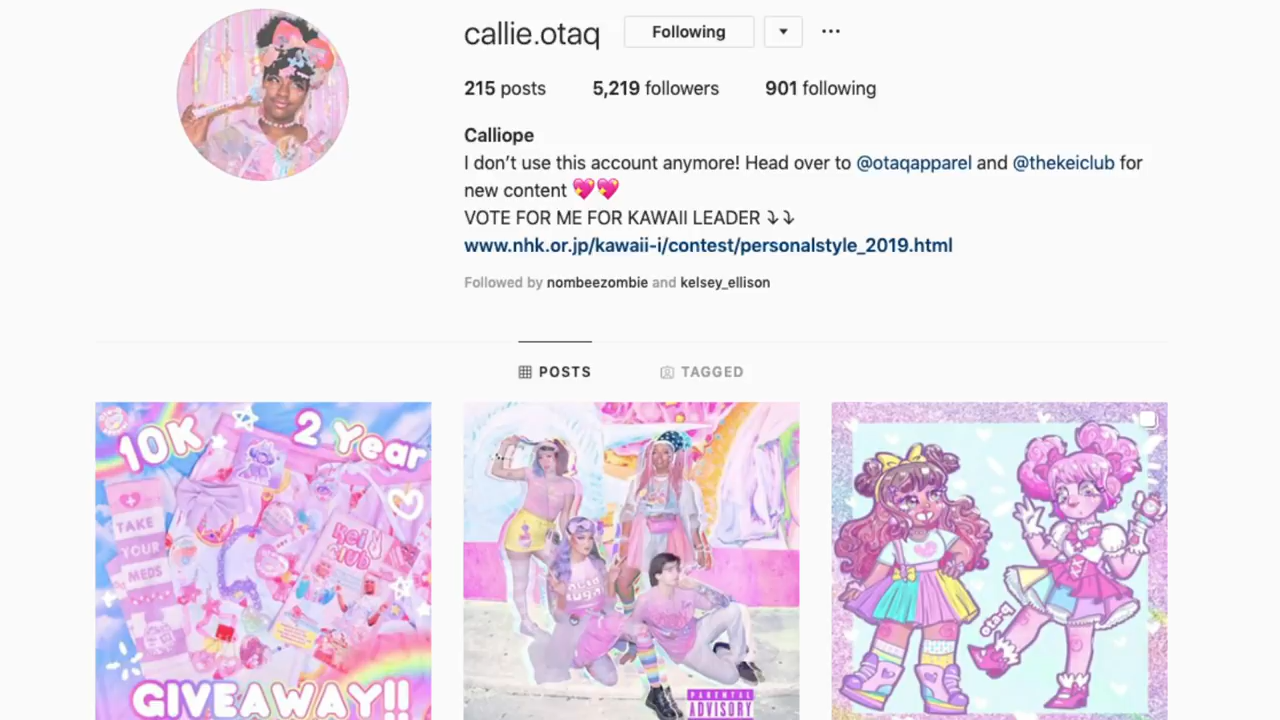 callie.otaq Following ▼ ...
215 posts 5,219 followers 901 following
Calliope
I don’t use this account anymore! Head over to @otaqapparel and @thekeiclub for
new content 💖💖
VOTE FOR ME FOR KAWAII LEADER ⤵⤵
www.nhk.or.jp/kawaii-i/contest/personalstyle_2019.html
Followed by nombeezombie and kelsey_ellison
POSTS TAGGED
10K 2 Year
TAKE
YOUR
MEDS
Kei
CLUB
GIVEAWAY!!
PARENTAL
ADVISORY
otaq